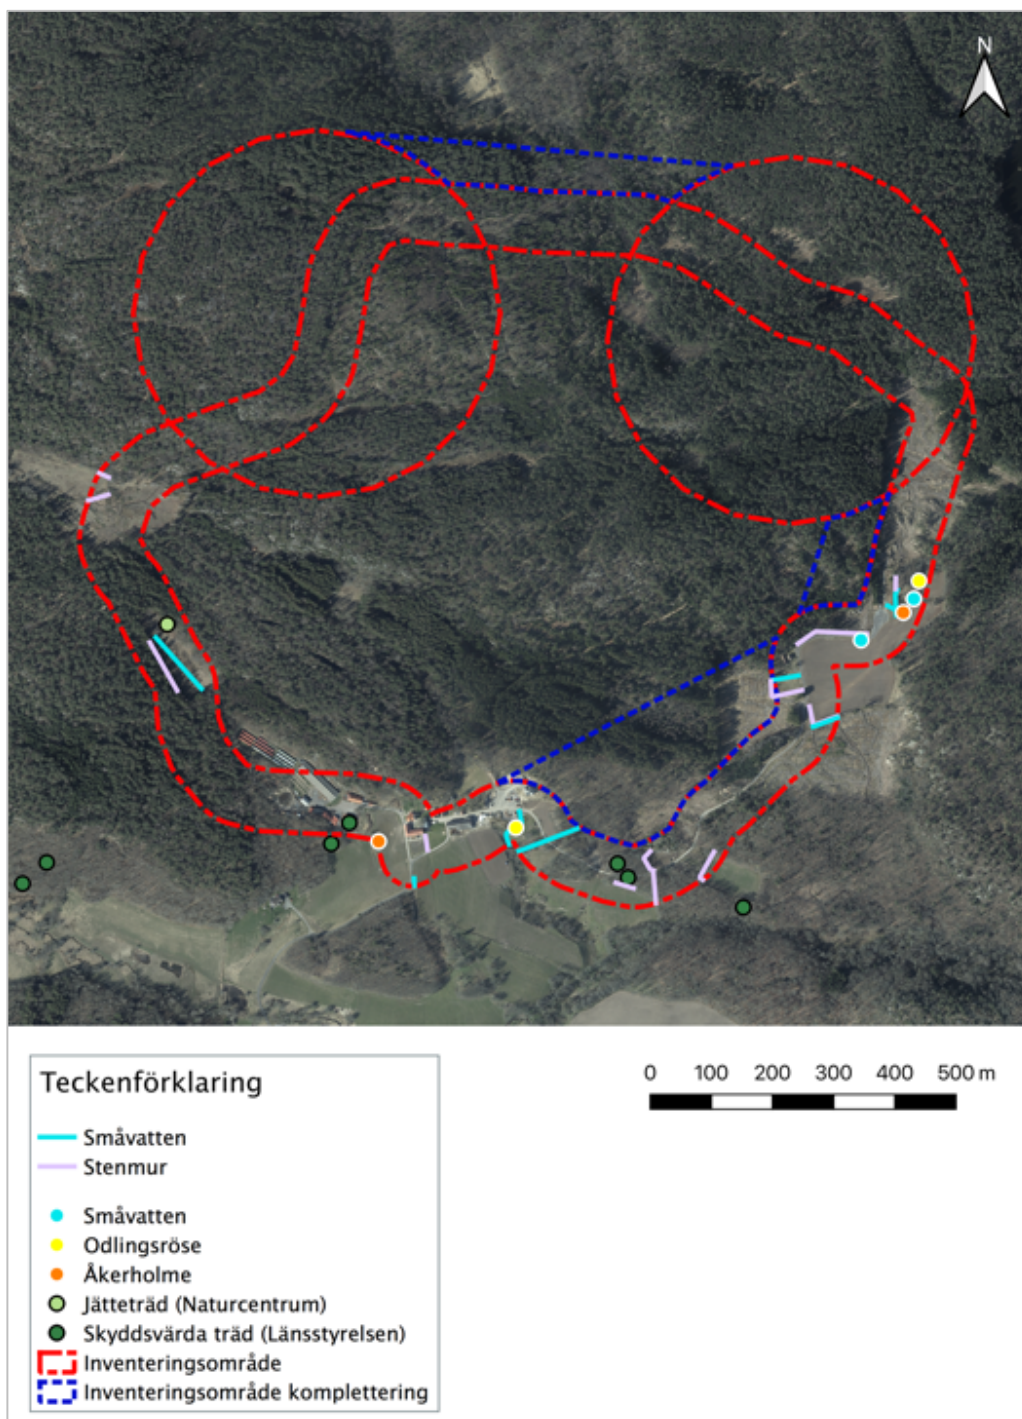 N
Teckenförklaring
Småvatten
Stenmur
Småvatten
Odlingsröse
Åkerholme
Jätteträd (Naturcentrum)
Skyddsvärda träd (Länsstyrelsen)
Inventeringsområde
Inventeringsområde komplettering
0 100 200 300 400 500 m